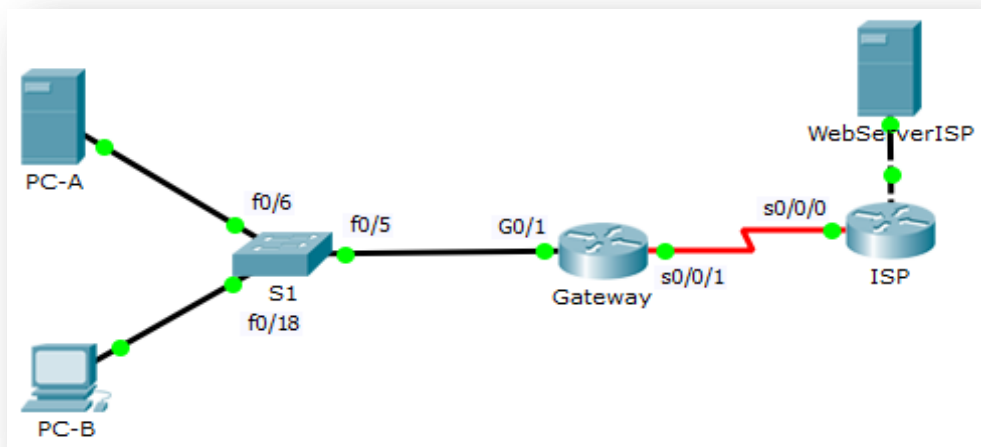 WebServerISP
PC-A
f0/6
f0/5
G0/1
s0/0/0
S1
Gateway
s0/0/1
ISP
f0/18
PC-B